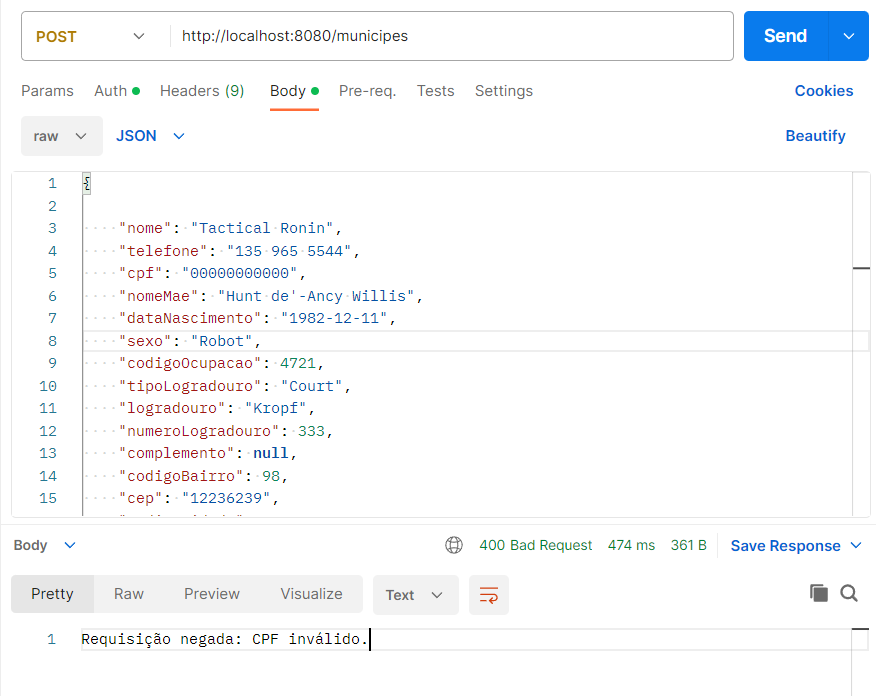 POST http://localhost:8080/municipes Send
Params Auth Headers (9) Body Pre-req. Tests Settings Cookies
raw JSON Beautify
1 {
2
3 "nome": "Tactical Ronin",
4 "telefone": "135 965 5544",
5 "cpf": "00000000000",
6 "nomeMae": "Hunt de'-Ancy Willis",
7 "dataNascimento": "1982-12-11",
8 "sexo": "Robot",
9 "codigoOcupacao": 4721,
10 "tipoLogradouro": "Court",
11 "logradouro": "Kropf",
12 "numeroLogradouro": 333,
13 "complemento": null,
14 "codigoBairro": 98,
15 "cep": "12236239",
Body 400 Bad Request 474 ms 361 B Save Response
Pretty Raw Preview Visualize Text
1 Requisição negada: CPF inválido.